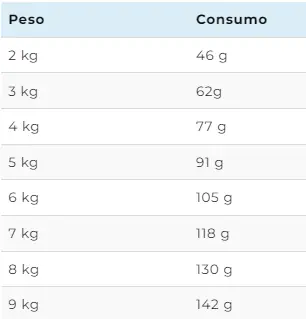 Peso Consumo
2 kg 46 g
3 kg 62g
4 kg 77 g
5 kg 91 g
6 kg 105 g
7 kg 118 g
8 kg 130 g
9 kg 142 g